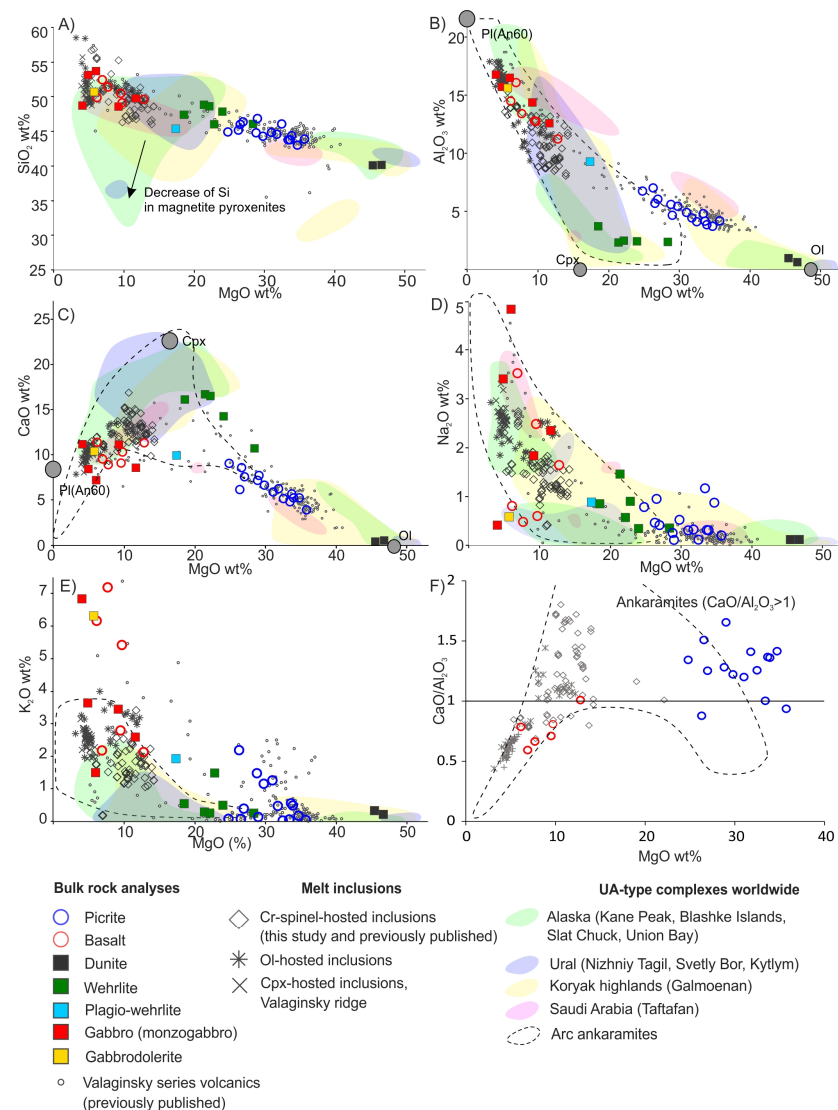 A)
SiO2 wt%
60
55
50
45
40
35
30
25
Decrease of Si
in magnetite pyroxenites
0
10
20
30
40
50
MgO wt%
B)
Al2O3 wt%
20
15
10
5
Pl(An60)
Cpx
Ol
0
10
20
30
40
50
MgO wt%
C)
CaO wt%
25
20
15
10
5
0
Cpx
Pl(An60)
Ol
0
10
20
30
40
50
MgO wt%
D)
Na2O wt%
5
4
3
2
1
0
0
10
20
30
40
50
MgO wt%
E)
K2O wt%
7
6
5
4
3
2
1
0
0
10
20
30
40
50
MgO (%)
F)
CaO/Al2O3
2
1.5
1
0.5
0
Ankaramites (CaO/Al2O3>1)
0
10
20
30
40
MgO wt%
Bulk rock analyses
Picrite
Basalt
Dunite
Wehrlite
Plagio-wehrlite
Gabbro (monzogabbro)
Gabbrodolerite
Valaginsky series volcanics
(previously published)
Melt inclusions
Cr-spinel-hosted inclusions
(this study and previously published)
Ol-hosted inclusions
Cpx-hosted inclusions,
Valaginsky ridge
UA-type complexes worldwide
Alaska (Kane Peak, Blashke Islands,
Slat Chuck, Union Bay)
Ural (Nizhniy Tagil, Svetly Bor, Kytlym)
Koryak highlands (Galmoenan)
Saudi Arabia (Taftafan)
Arc ankaramites